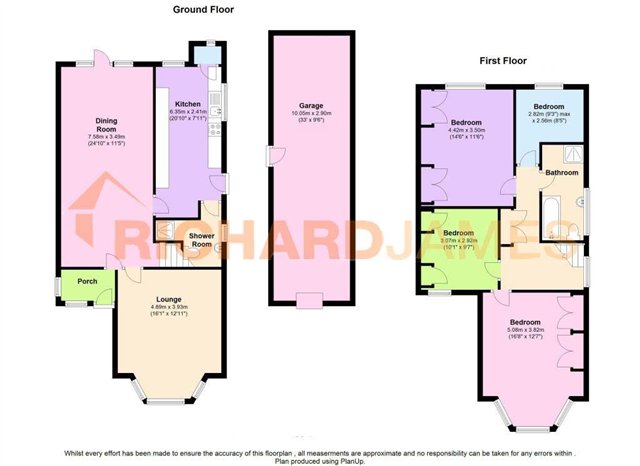 Ground Floor
Dining
Room
7.58m x 3.49m
(24'10" x 11'5")
Kitchen
6.35m x 2.41m
(20'10" x 7'11")
Shower
Room
Porch
Lounge
4.89m x 3.93m
(16'1" x 12'11")
Garage
10.05m x 2.90m
(33' x 9'6")
First Floor
Bedroom
4.42m x 3.50m
(14'6" x 11'6")
Bedroom
2.82m (9'3") max
x 2.56m (8'5")
Bathroom
Bedroom
3.07m x 2.92m
(10'1" x 9'7")
Bedroom
5.08m x 3.82m
(16'8" x 12'7")
RICHARDJAMES
Whilst every effort has been made to ensure the accuracy of this floorplan , all measerments are approximate and no responsibility can be taken for any errors within .
Plan produced using PlanUp.